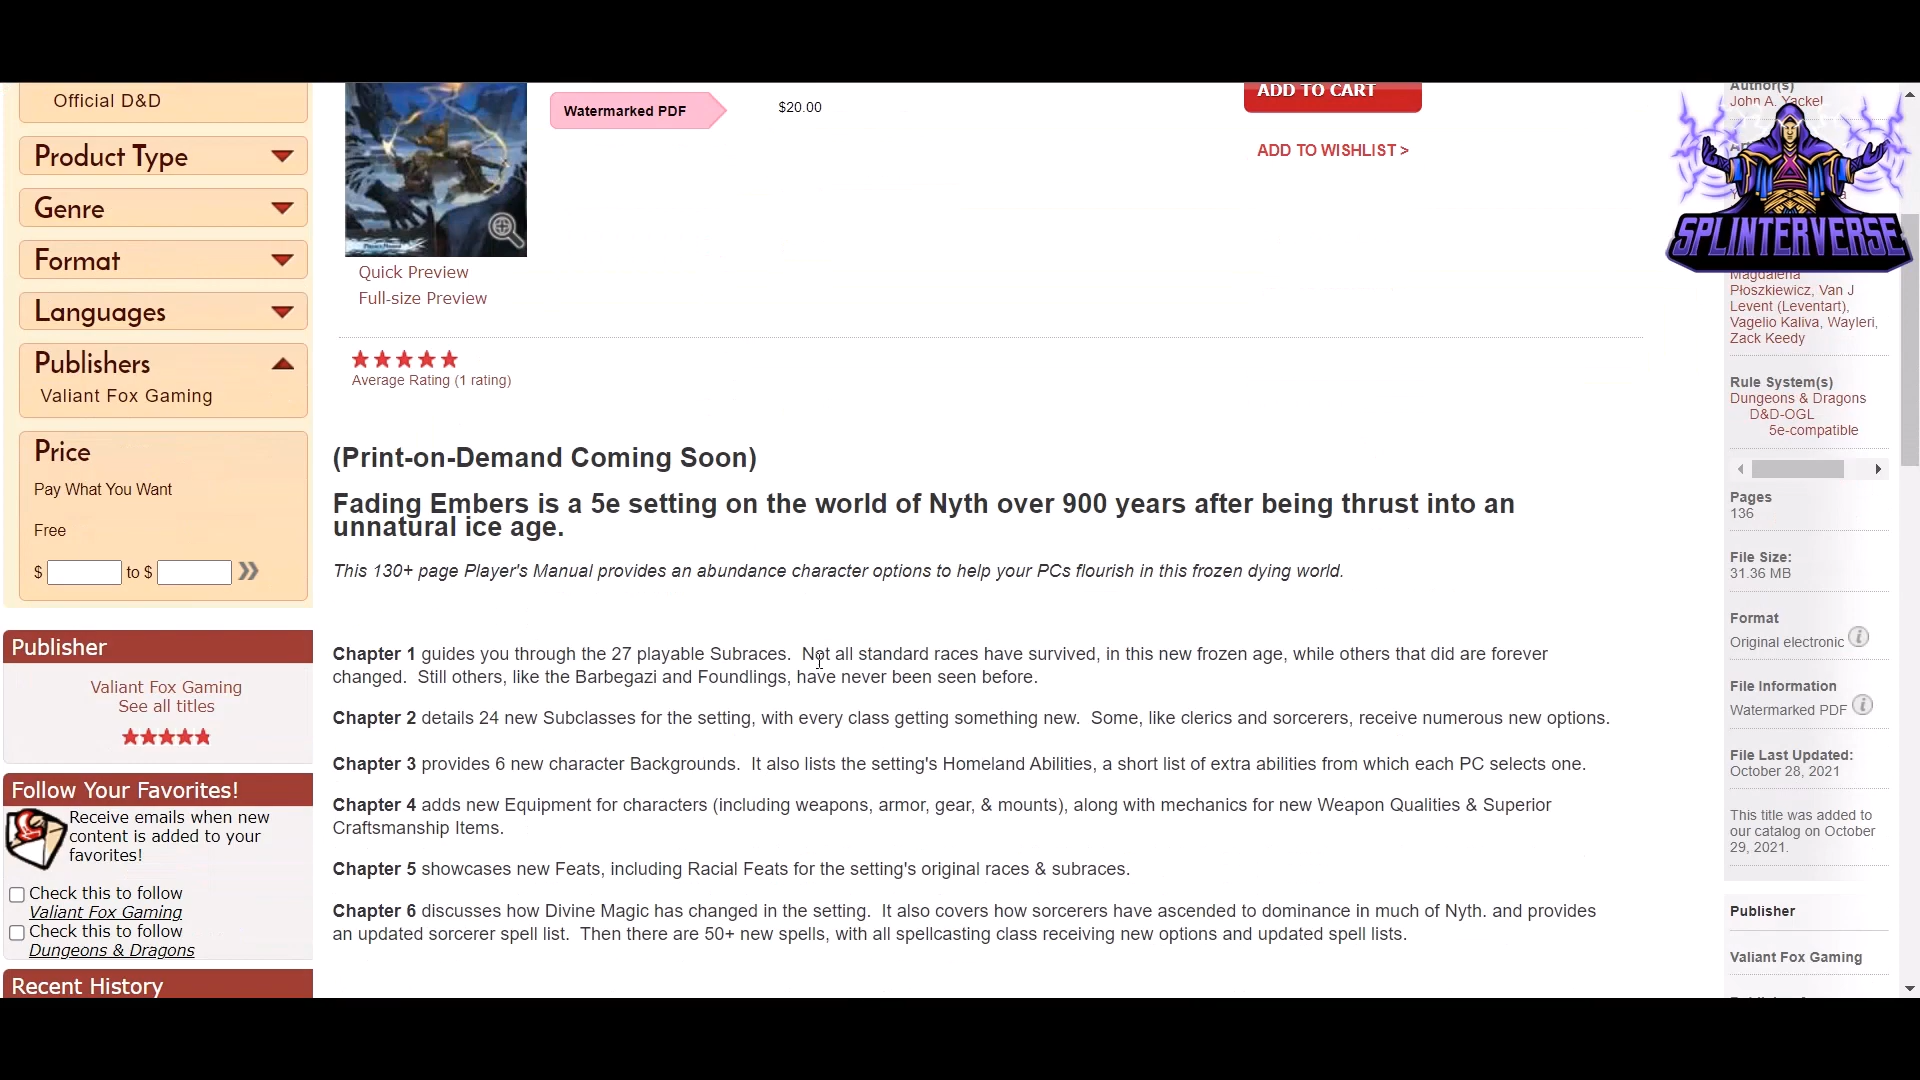 Official D&D
Product Type
Genre
Format
Languages
Publishers
Valiant Fox Gaming
Price
Pay What You Want
Free
$ to $
Publisher
Valiant Fox Gaming
See all titles
Follow Your Favorites!
Receive emails when new
content is added to your
favorites!
Check this to follow
Valiant Fox Gaming
Check this to follow
Dungeons & Dragons
Recent History
Watermarked PDF
$20.00
ADD TO CART
ADD TO WISHLIST >
Player's Manual
Quick Preview
Full-size Preview
Average Rating (1 rating)
(Print-on-Demand Coming Soon)
Fading Embers is a 5e setting on the world of Nyth over 900 years after being thrust into an
unnatural ice age.
This 130+ page Player's Manual provides an abundance character options to help your PCs flourish in this frozen dying world.
Chapter 1 guides you through the 27 playable Subraces. Not all standard races have survived, in this new frozen age, while others that did are forever
changed. Still others, like the Barbegazi and Foundlings, have never been seen before.
Chapter 2 details 24 new Subclasses for the setting, with every class getting something new. Some, like clerics and sorcerers, receive numerous new options.
Chapter 3 provides 6 new character Backgrounds. It also lists the setting's Homeland Abilities, a short list of extra abilities from which each PC selects one.
Chapter 4 adds new Equipment for characters (including weapons, armor, gear, & mounts), along with mechanics for new Weapon Qualities & Superior
Craftsmanship Items.
Chapter 5 showcases new Feats, including Racial Feats for the setting's original races & subraces.
Chapter 6 discusses how Divine Magic has changed in the setting. It also covers how sorcerers have ascended to dominance in much of Nyth. and provides
an updated sorcerer spell list. Then there are 50+ new spells, with all spellcasting class receiving new options and updated spell lists.
Author(s)
John A. Yackel
SPLINTERVERSE
Magdalena
Płoszkiewicz, Van J
Levent (Leventart),
Vagelio Kaliva, Wayleri,
Zack Keedy
Rule System(s)
Dungeons & Dragons
D&D-OGL
5e-compatible
Pages
136
File Size:
31.36 MB
Format
Original electronic
File Information
Watermarked PDF
File Last Updated:
October 28, 2021
This title was added to
our catalog on October
29, 2021.
Publisher
Valiant Fox Gaming